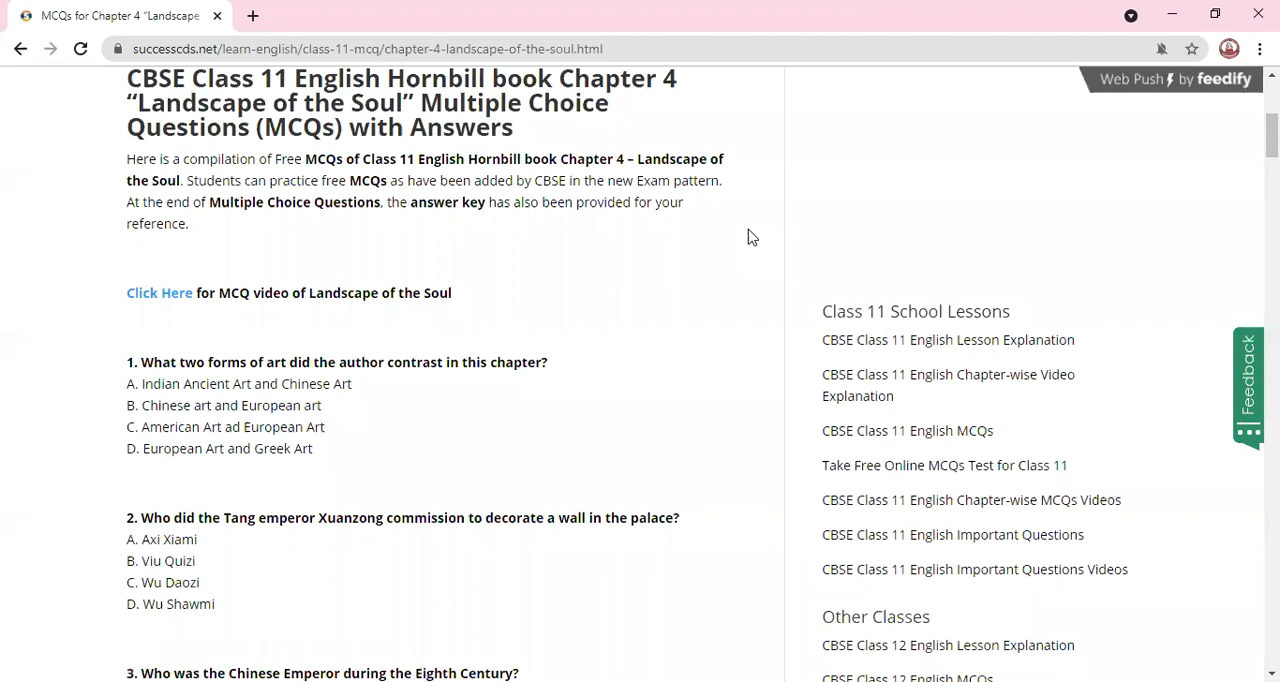 MCQs for Chapter 4 “Landscape
successcds.net/learn-english/class-11-mcq/chapter-4-landscape-of-the-soul.html
CBSE Class 11 English Hornbill book Chapter 4
“Landscape of the Soul” Multiple Choice
Questions (MCQs) with Answers
Here is a compilation of Free MCQs of Class 11 English Hornbill book Chapter 4 – Landscape of
the Soul. Students can practice free MCQs as have been added by CBSE in the new Exam pattern.
At the end of Multiple Choice Questions, the answer key has also been provided for your
reference.
Click Here for MCQ video of Landscape of the Soul
1. What two forms of art did the author contrast in this chapter?
A. Indian Ancient Art and Chinese Art
B. Chinese art and European art
C. American Art ad European Art
D. European Art and Greek Art
2. Who did the Tang emperor Xuanzong commission to decorate a wall in the palace?
A. Axi Xiami
B. Viu Quizi
C. Wu Daozi
D. Wu Shawmi
3. Who was the Chinese Emperor during the Eighth Century?
Web Push by feedify
Class 11 School Lessons
CBSE Class 11 English Lesson Explanation
CBSE Class 11 English Chapter-wise Video
Explanation
CBSE Class 11 English MCQs
Take Free Online MCQs Test for Class 11
CBSE Class 11 English Chapter-wise MCQs Videos
CBSE Class 11 English Important Questions
CBSE Class 11 English Important Questions Videos
Other Classes
CBSE Class 12 English Lesson Explanation
CBSE Class 12 English MCQs
Feedback